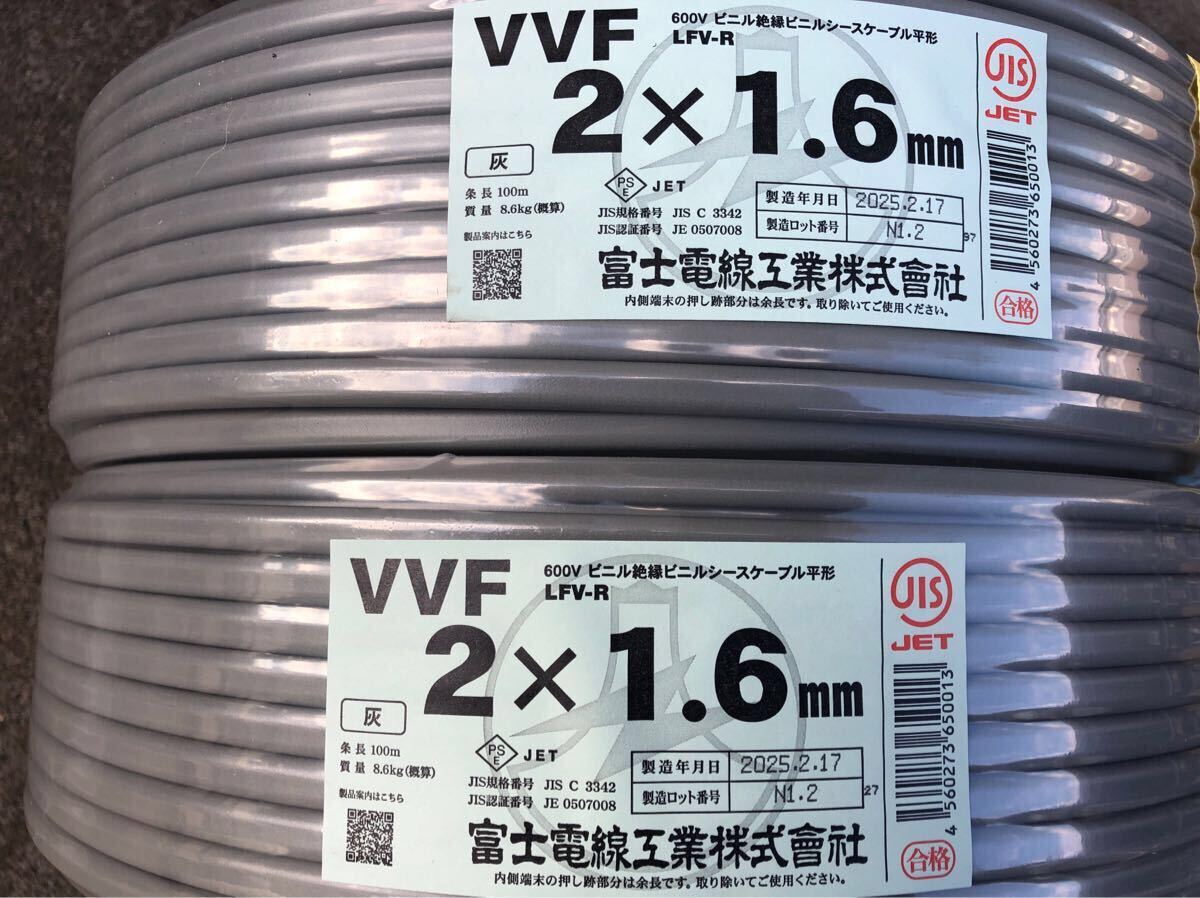 VVF
600V ビニル絶縁ビニルシースケーブル平形
LFV-R
2×1.6mm
灰
条長 100m
質量 8.6kg(概算)
製品案内はこちら
PS
E
JET
JIS規格番号 JIS C 3342
JIS認証番号 JE 0507008
製造年月日 2025.2.17
製造ロット番号 N1.2
97
富士電線工業株式會社
内側端末の押し跡部分は余長です。取り除いてご使用ください。
JIS
JET
4 560273 650013
合格
VVF
600V ビニル絶縁ビニルシースケーブル平形
LFV-R
2×1.6mm
灰
条長 100m
質量 8.6kg(概算)
製品案内はこちら
PS
E
JET
JIS規格番号 JIS C 3342
JIS認証番号 JE 0507008
製造年月日 2025.2.17
製造ロット番号 N1.2
27
富士電線工業株式會社
内側端末の押し跡部分は余長です。取り除いてご使用ください。
JIS
JET
4 560273 650013
合格